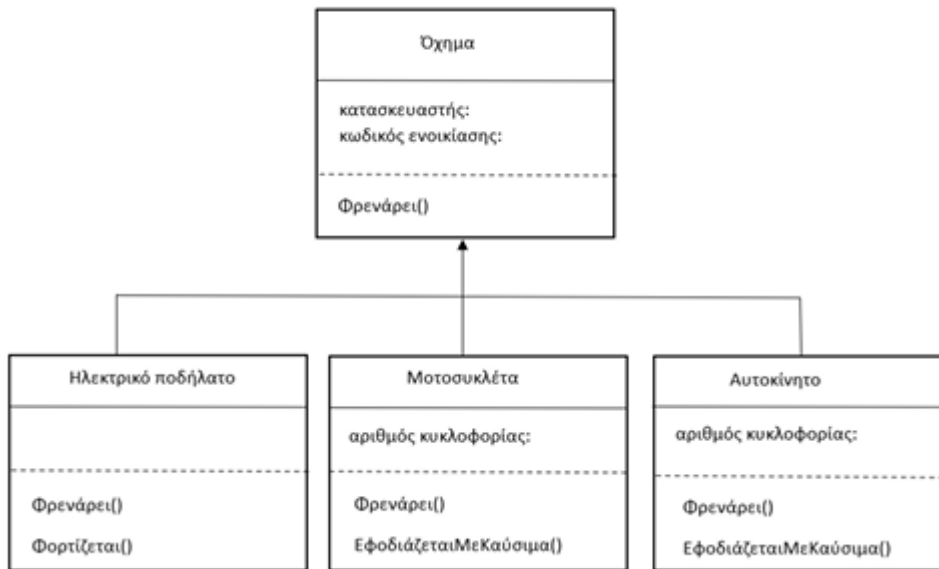 Όχημα
κατασκευαστής:
κωδικός ενοικίασης:
Φρενάρει()
Ηλεκτρικό ποδήλατο
Φρενάρει()
Φορτίζεται()
Μοτοσυκλέτα
αριθμός κυκλοφορίας:
Φρενάρει()
ΕφοδιάζεταιΜεΚαύσιμα()
Αυτοκίνητο
αριθμός κυκλοφορίας:
Φρενάρει()
ΕφοδιάζεταιΜεΚαύσιμα()